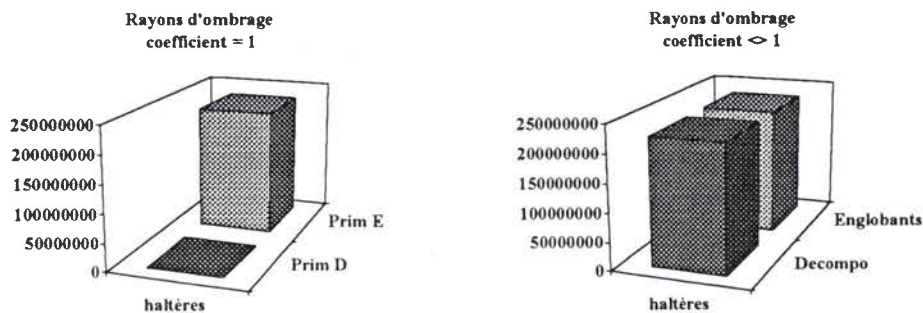 Rayons d'ombrage
coefficient = 1
250000000
200000000
150000000
100000000
50000000
0
Prim E
Prim D
haltères
Rayons d'ombrage
coefficient <> 1
250000000
200000000
150000000
100000000
50000000
0
Englobants
Decompo
haltères